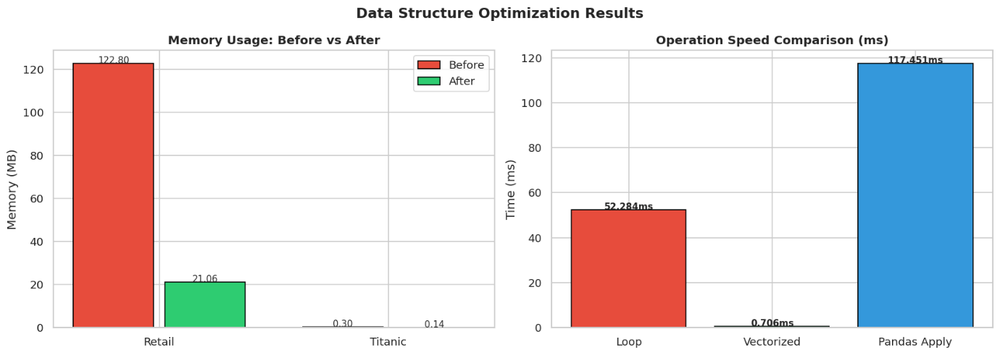 Data Structure Optimization Results
Memory Usage: Before vs After
Memory (MB)
120
100
80
60
40
20
0
122.80
21.06
0.30
0.14
Before
After
Retail
Titanic
Operation Speed Comparison (ms)
Time (ms)
120
100
80
60
40
20
0
52.284ms
0.706ms
117.451ms
Loop
Vectorized
Pandas Apply